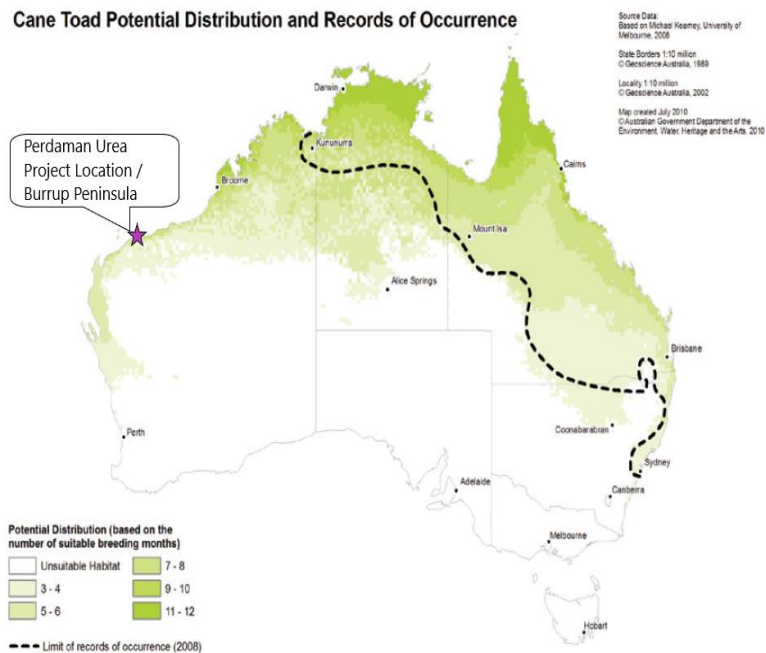 Cane Toad Potential Distribution and Records of Occurrence
Source Data:
Based on Michael Kearney, University of
Melbourne, 2008
State Borders 1:10 million
© Geoscience Australia, 1989
Locality 1:10 million
© Geoscience Australia, 2002
Map created July 2010
© Australian Government Department of the
Environment, Water, Heritage and the Arts, 2010
Darwin
Kununurra
Perdaman Urea
Project Location /
Burrup Peninsula
Broome
Cairns
Mount Isa
Alice Springs
Brisbane
Perth
Coonabarabran
Sydney
Adelaide
Canberra
Melbourne
Hobart
Potential Distribution (based on the
number of suitable breeding months)
Unsuitable Habitat
3 - 4
5 - 6
7 - 8
9 - 10
11 - 12
Limit of records of occurrence (2008)